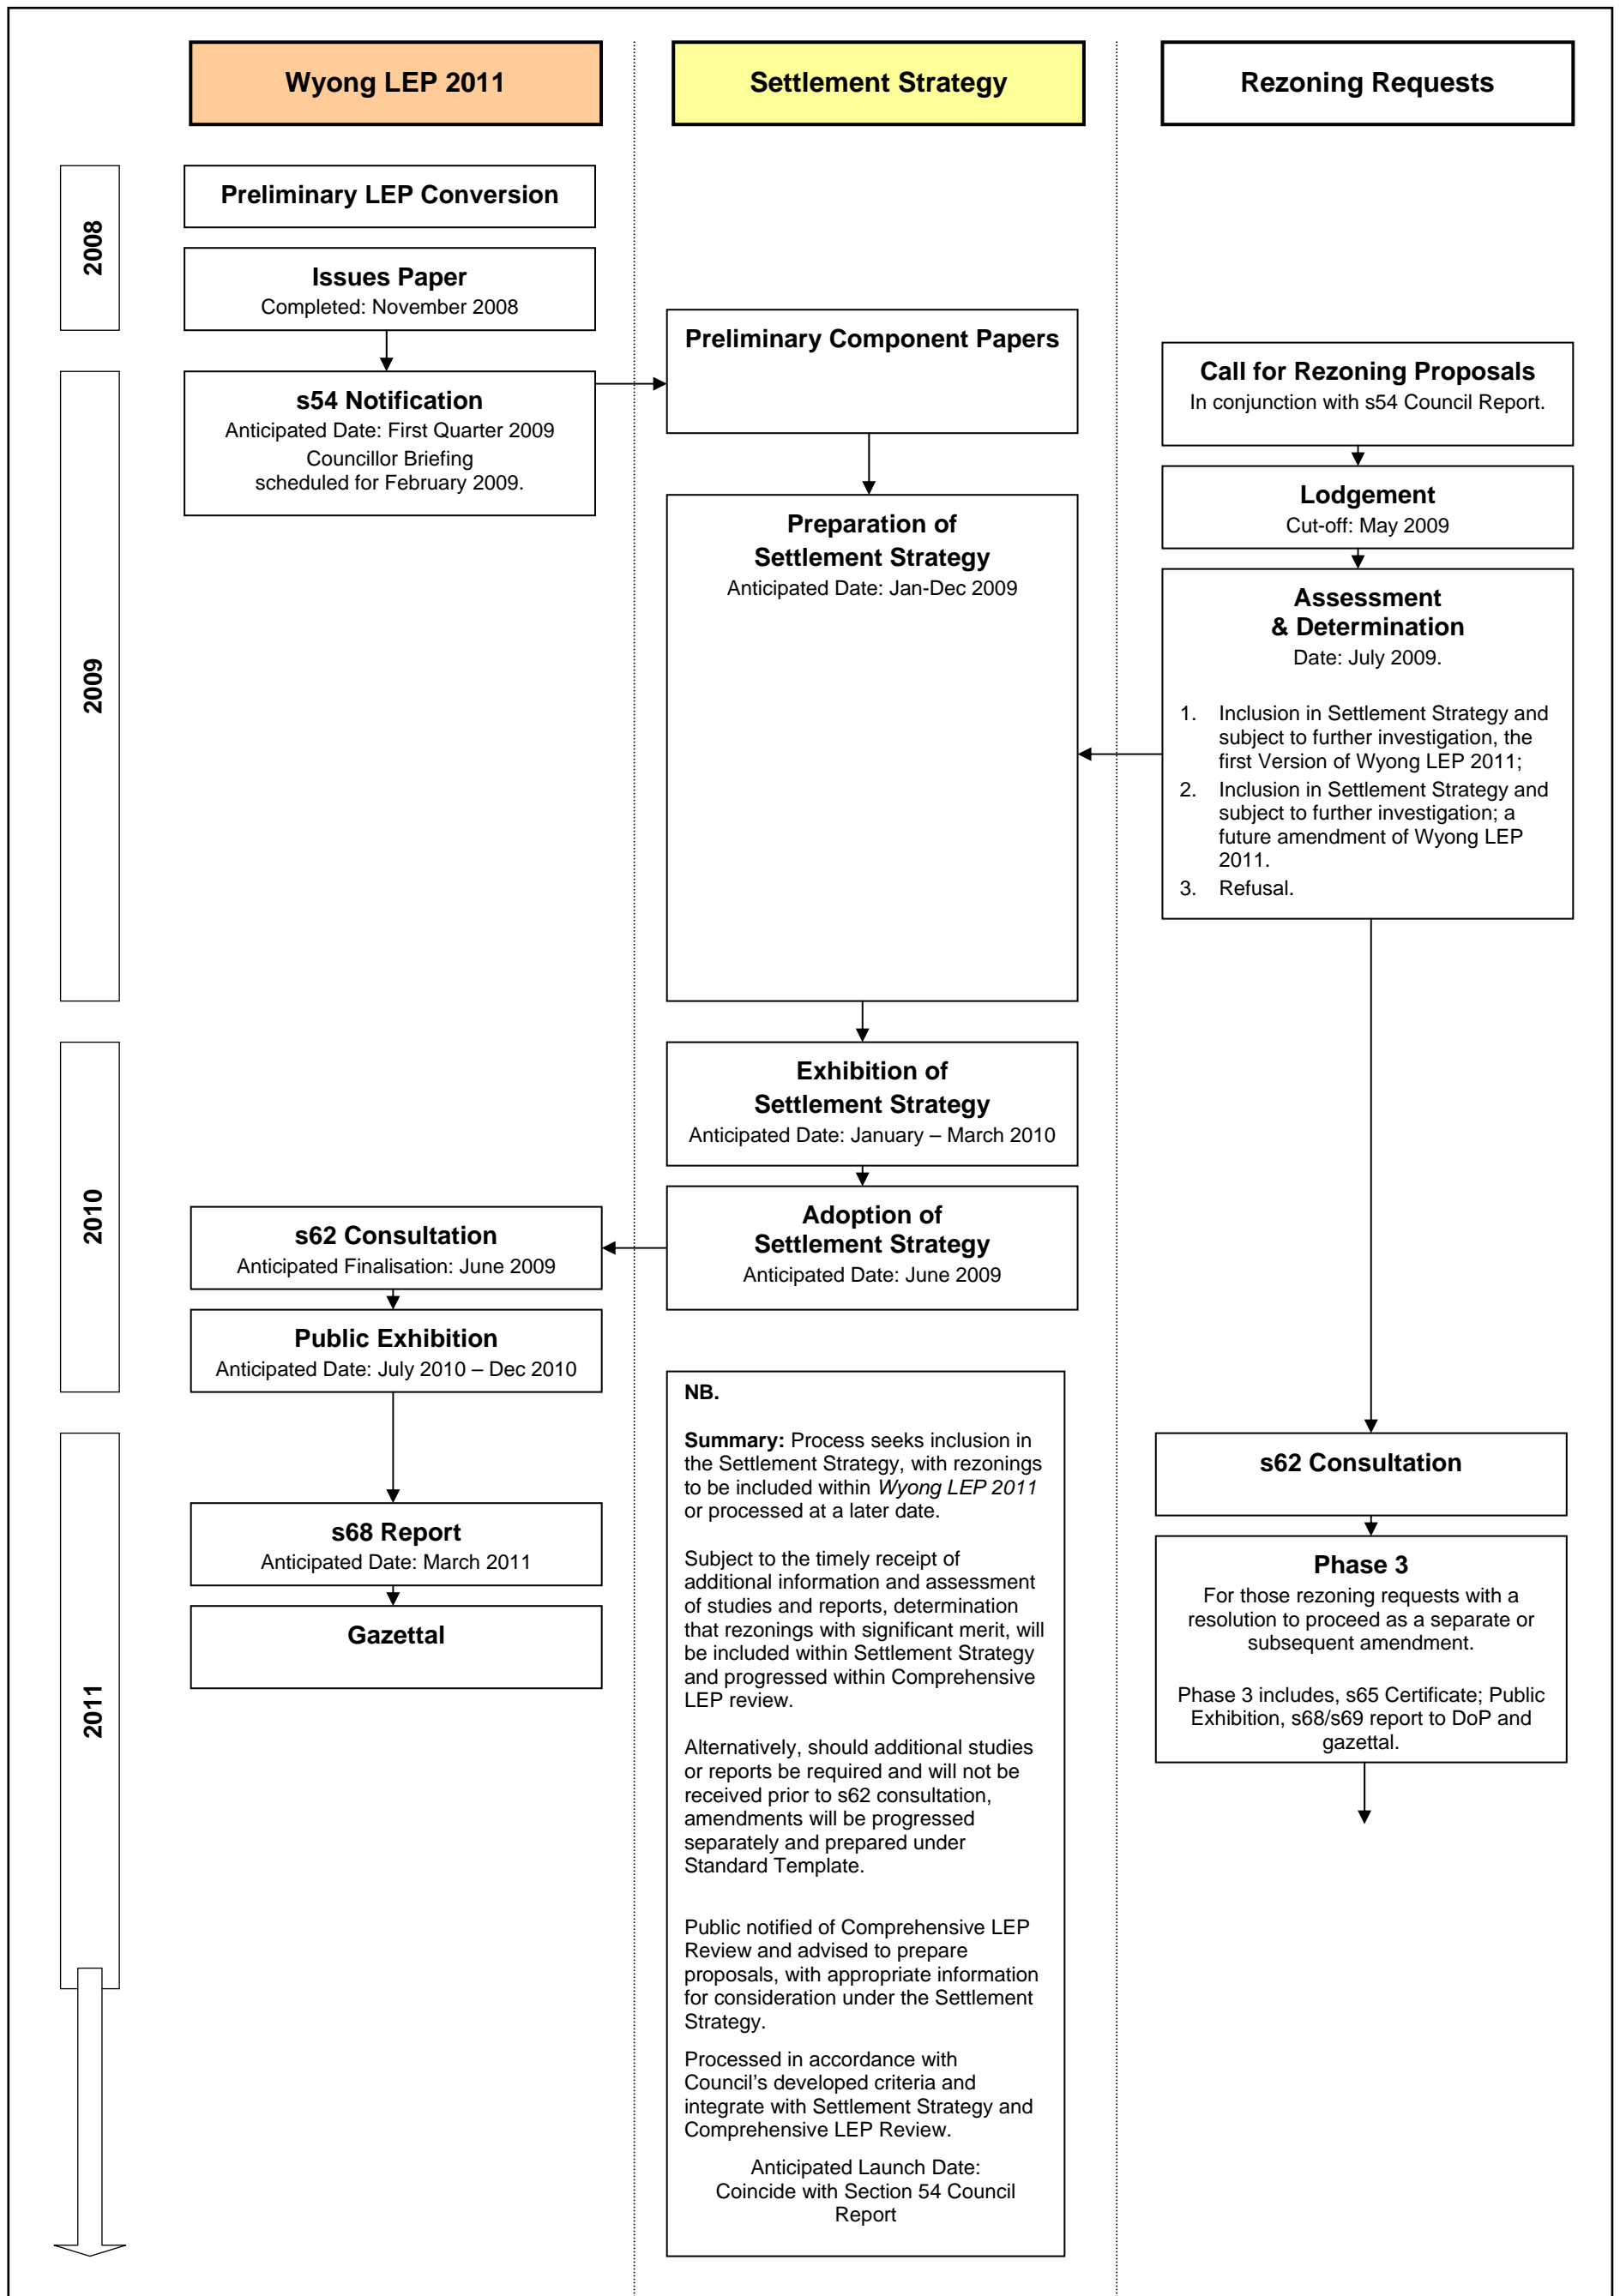 Wyong LEP 2011
Settlement Strategy
Rezoning Requests
2008
Preliminary LEP Conversion
Issues Paper
Completed: November 2008
2009
s54 Notification
Anticipated Date: First Quarter 2009
Councillor Briefing
scheduled for February 2009.
Preliminary Component Papers
Call for Rezoning Proposals
In conjunction with s54 Council Report.
Lodgement
Cut-off: May 2009
Preparation of
Settlement Strategy
Anticipated Date: Jan-Dec 2009
Assessment
& Determination
Date: July 2009.
1. Inclusion in Settlement Strategy and
subject to further investigation, the
first Version of Wyong LEP 2011;
2. Inclusion in Settlement Strategy and
subject to further investigation; a
future amendment of Wyong LEP
2011.
3. Refusal.
2010
Exhibition of
Settlement Strategy
Anticipated Date: January – March 2010
Adoption of
Settlement Strategy
Anticipated Date: June 2009
s62 Consultation
Anticipated Finalisation: June 2009
Public Exhibition
Anticipated Date: July 2010 – Dec 2010
2011
s68 Report
Anticipated Date: March 2011
Gazettal
NB.
Summary: Process seeks inclusion in
the Settlement Strategy, with rezonings
to be included within Wyong LEP 2011
or processed at a later date.
Subject to the timely receipt of
additional information and assessment
of studies and reports, determination
that rezonings with significant merit, will
be included within Settlement Strategy
and progressed within Comprehensive
LEP review.
Alternatively, should additional studies
or reports be required and will not be
received prior to s62 consultation,
amendments will be progressed
separately and prepared under
Standard Template.
Public notified of Comprehensive LEP
Review and advised to prepare
proposals, with appropriate information
for consideration under the Settlement
Strategy.
Processed in accordance with
Council's developed criteria and
integrate with Settlement Strategy and
Comprehensive LEP Review.
Anticipated Launch Date:
Coincide with Section 54 Council
Report
s62 Consultation
Phase 3
For those rezoning requests with a
resolution to proceed as a separate or
subsequent amendment.
Phase 3 includes, s65 Certificate; Public
Exhibition, s68/s69 report to DoP and
gazettal.